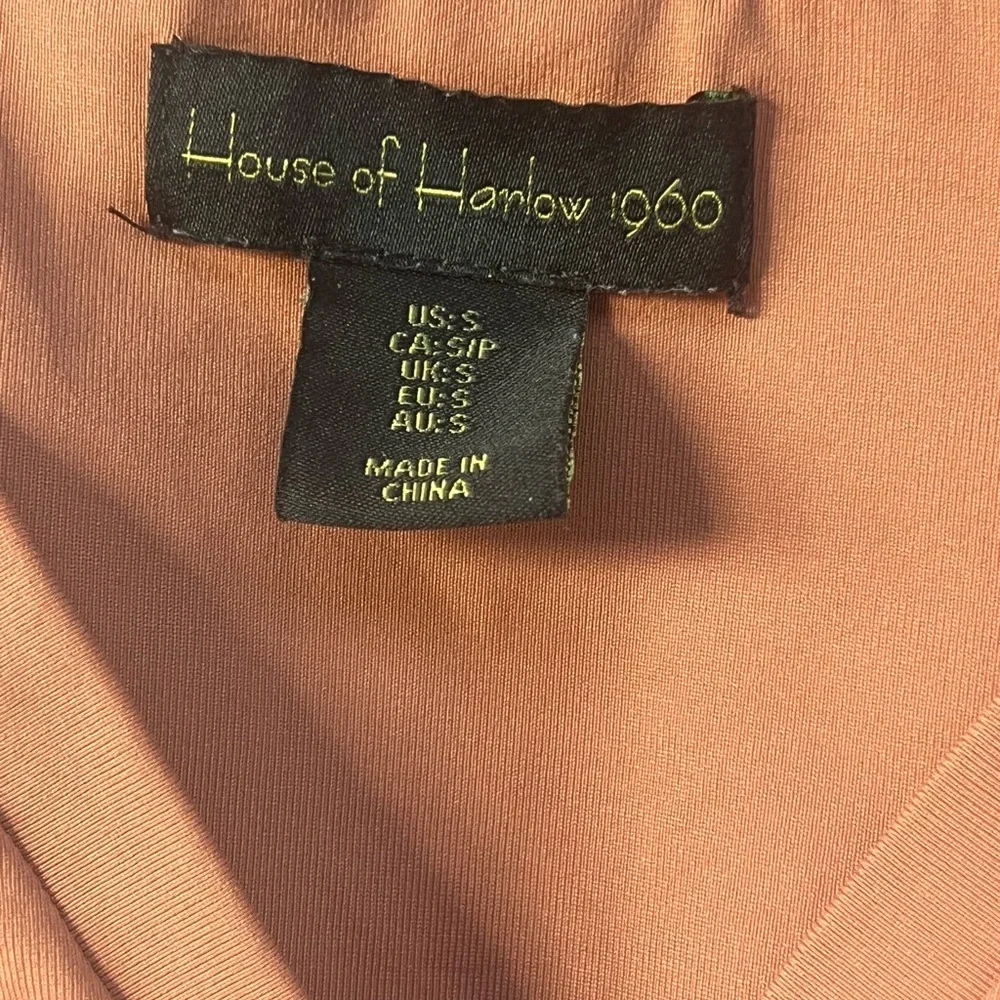 House of Harlow 1960
US: S
CA: S/P
UK: S
EU: S
AU: S
MADE IN
CHINA